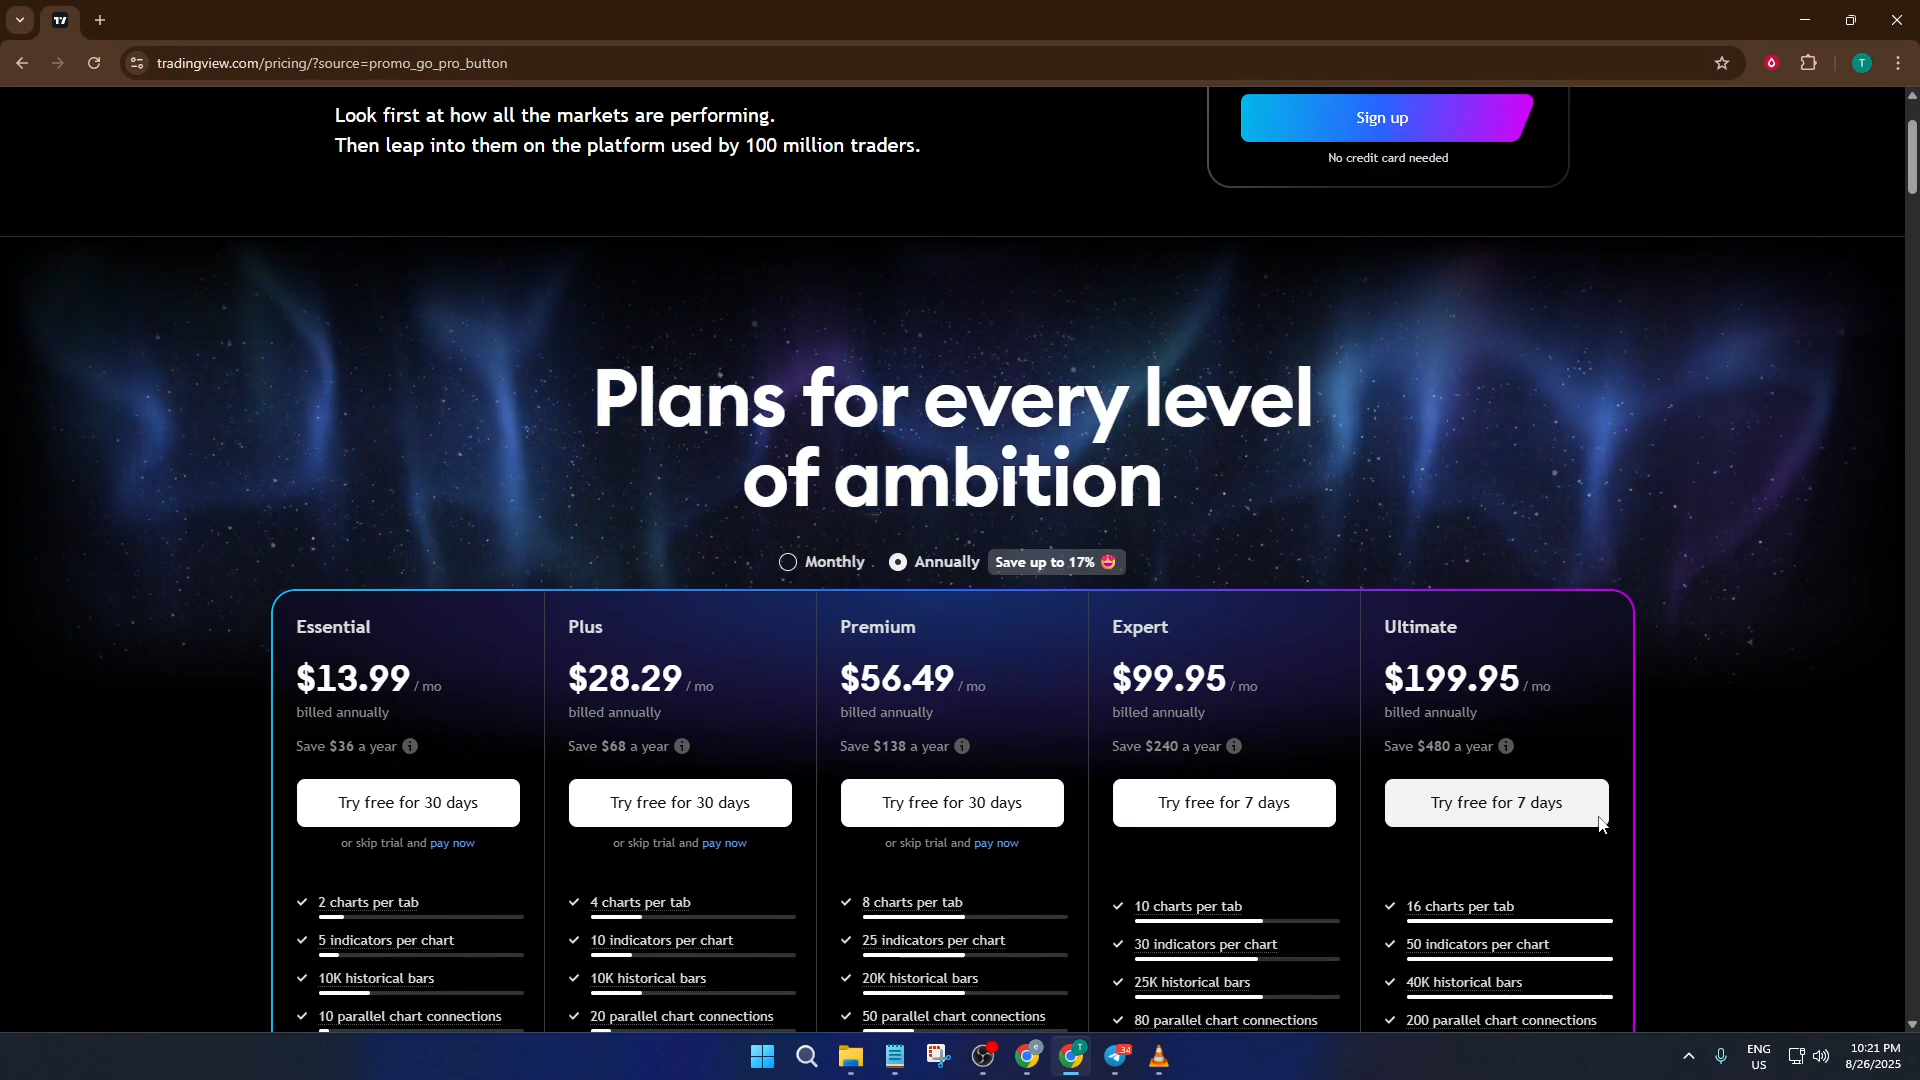 tradingview.com/pricing/?source=promo_go_pro_button
T
Look first at how all the markets are performing.
Then leap into them on the platform used by 100 million traders.
Sign up
No credit card needed
Plans for every level
of ambition
Monthly
Annually
Save up to 17%
Essential
$13.99 / mo
billed annually
Save $36 a year
Try free for 30 days
or skip trial and pay now
2 charts per tab
5 indicators per chart
10K historical bars
10 parallel chart connections
Plus
$28.29 / mo
billed annually
Save $68 a year
Try free for 30 days
or skip trial and pay now
4 charts per tab
10 indicators per chart
10K historical bars
20 parallel chart connections
Premium
$56.49 / mo
billed annually
Save $138 a year
Try free for 30 days
or skip trial and pay now
8 charts per tab
25 indicators per chart
20K historical bars
50 parallel chart connections
Expert
$99.95 / mo
billed annually
Save $240 a year
Try free for 7 days
10 charts per tab
30 indicators per chart
25K historical bars
80 parallel chart connections
Ultimate
$199.95 / mo
billed annually
Save $480 a year
Try free for 7 days
16 charts per tab
50 indicators per chart
40K historical bars
200 parallel chart connections
e
T
34
ENG
US
10:21 PM
8/26/2025